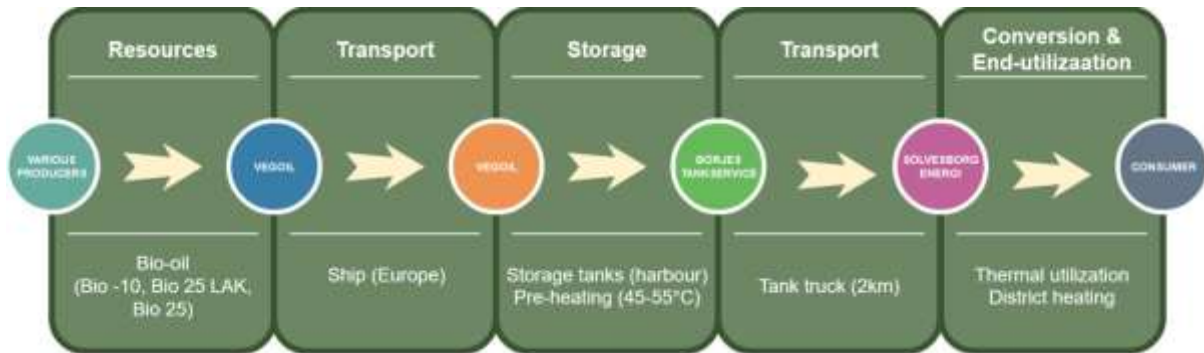 Resources
Transport
Storage
Transport
Conversion &
End-utilizaation
VARIOUS
PRODUCERS
VEGOIL
VEGOIL
BÖRJES
TANKSERVICE
SÖLVESBORG
ENERGI
CONSUMER
Bio-oil
(Bio -10, Bio 25 LAK,
Bio 25)
Ship (Europe)
Storage tanks (harbour)
Pre-heating (45-55°C)
Tank truck (2km)
Thermal utilization
District heating